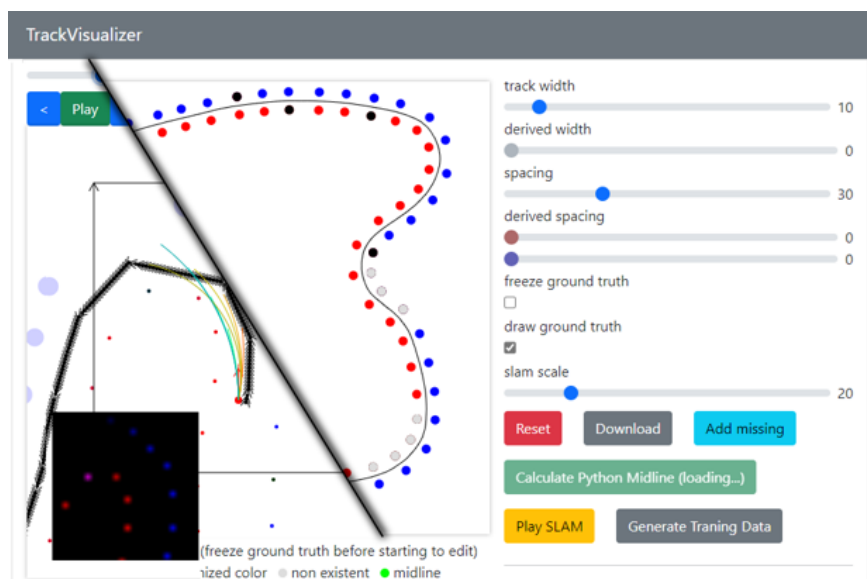 TrackVisualizer
< Play
track width
10
derived width
0
spacing
30
derived spacing
0
0
freeze ground truth
draw ground truth
slam scale
20
Reset Download Add missing
Calculate Python Midline (loading...)
Play SLAM Generate Traning Data
(freeze ground truth before starting to edit)
color non existent midline